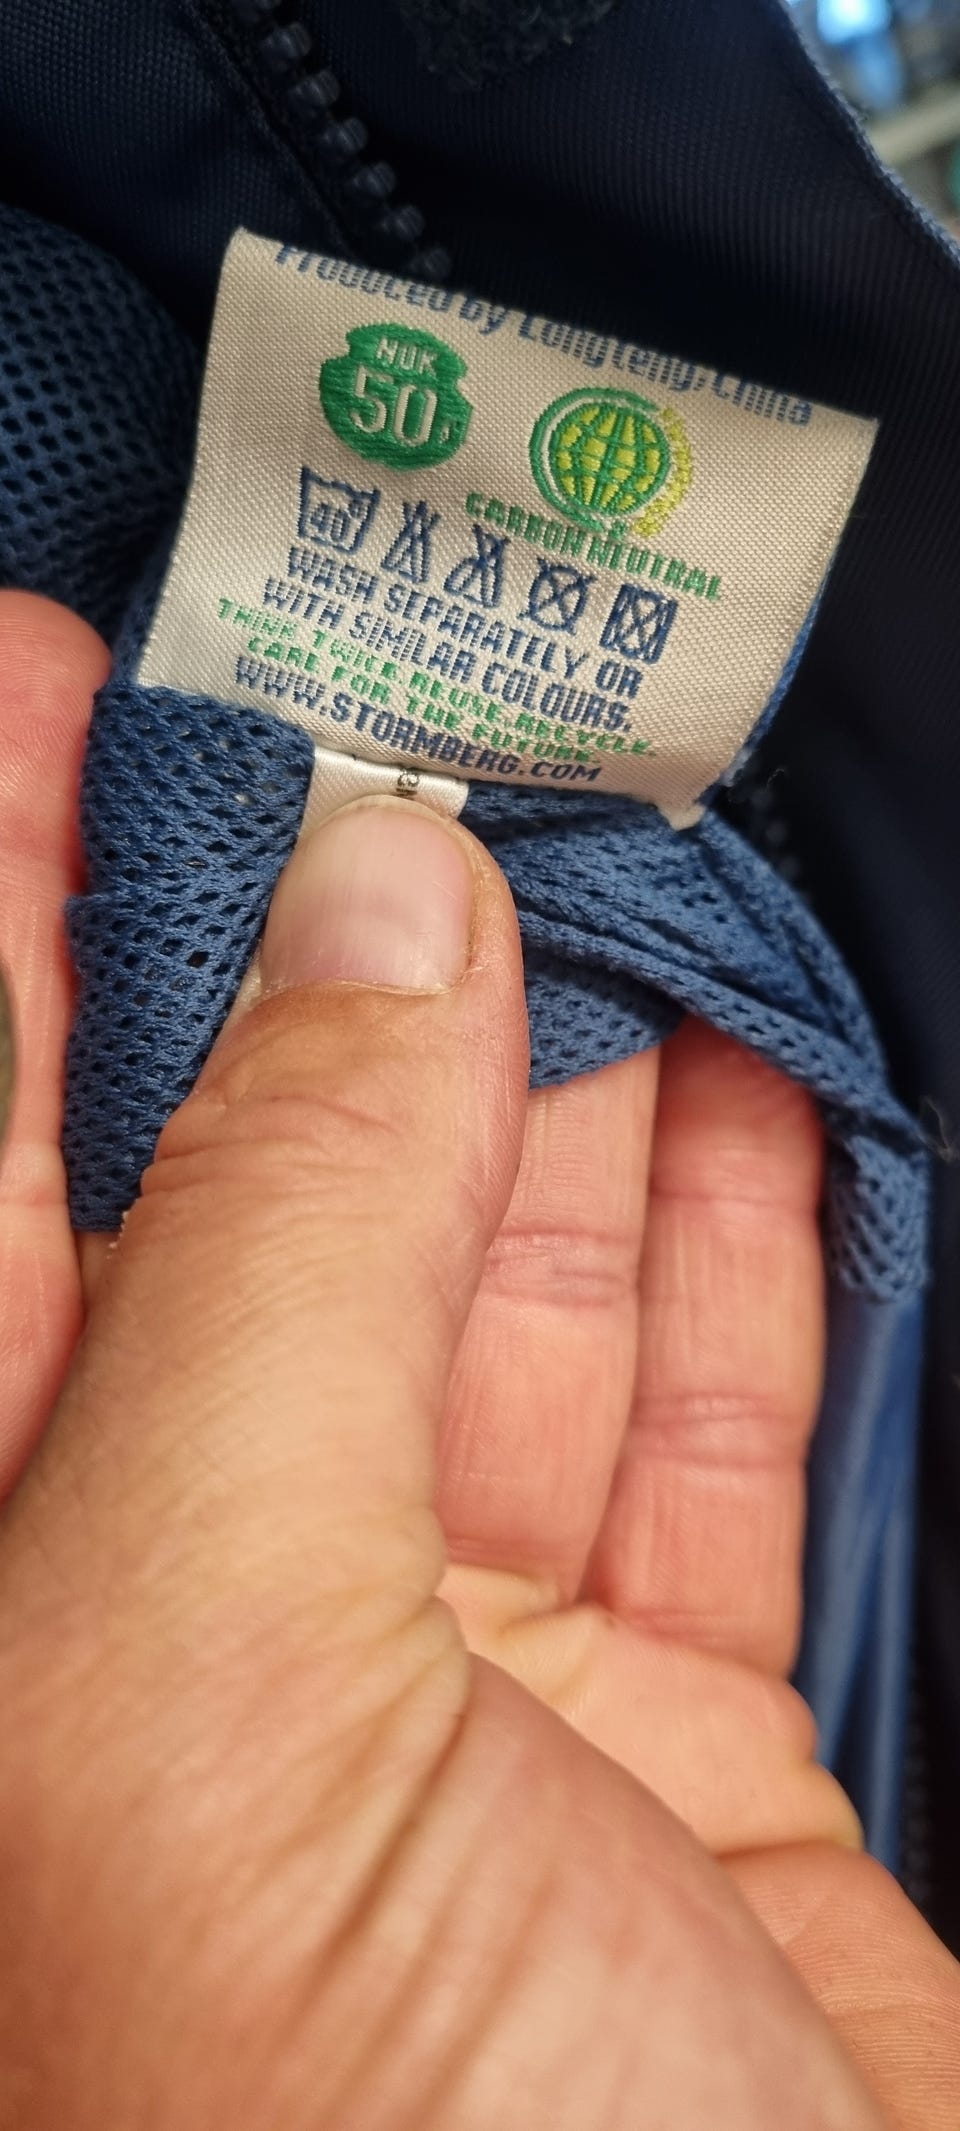 Produced by Longteng, China
NOK
50,-
CARBON NEUTRAL
40°
WASH SEPARATELY OR
WITH SIMILAR COLOURS.
THINK TWICE. REUSE. RECYCLE.
CARE FOR THE FUTURE.
WWW.STORMBERG.COM